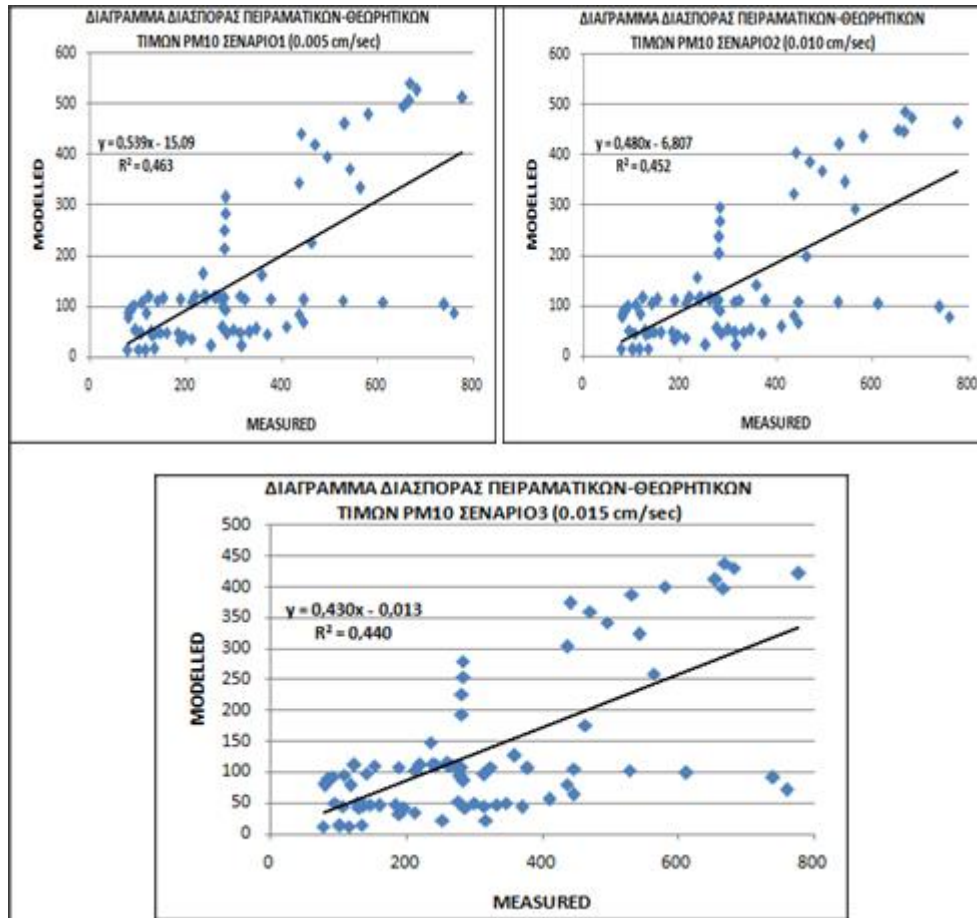 ΔΙΑΓΡΑΜΜΑ ΔΙΑΣΠΟΡΑΣ ΠΕΙΡΑΜΑΤΙΚΩΝ-ΘΕΩΡΗΤΙΚΩΝ
ΤΙΜΩΝ PM10 ΣΕΝΑΡΙΟ1 (0.005 cm/sec)
600
500
400
300
200
100
0
y = 0,539x - 15,09
R² = 0,463
MODELLED
0 200 400 600 800
MEASURED
ΔΙΑΓΡΑΜΜΑ ΔΙΑΣΠΟΡΑΣ ΠΕΙΡΑΜΑΤΙΚΩΝ-ΘΕΩΡΗΤΙΚΩΝ
ΤΙΜΩΝ PM10 ΣΕΝΑΡΙΟ2 (0.010 cm/sec)
600
500
400
300
200
100
0
y = 0,480x - 6,807
R² = 0,452
MODELLED
0 200 400 600 800
MEASURED
ΔΙΑΓΡΑΜΜΑ ΔΙΑΣΠΟΡΑΣ ΠΕΙΡΑΜΑΤΙΚΩΝ-ΘΕΩΡΗΤΙΚΩΝ
ΤΙΜΩΝ PM10 ΣΕΝΑΡΙΟ3 (0.015 cm/sec)
500
450
400
350
300
250
200
150
100
50
0
y = 0,430x - 0,013
R² = 0,440
MODELLED
0 200 400 600 800
MEASURED